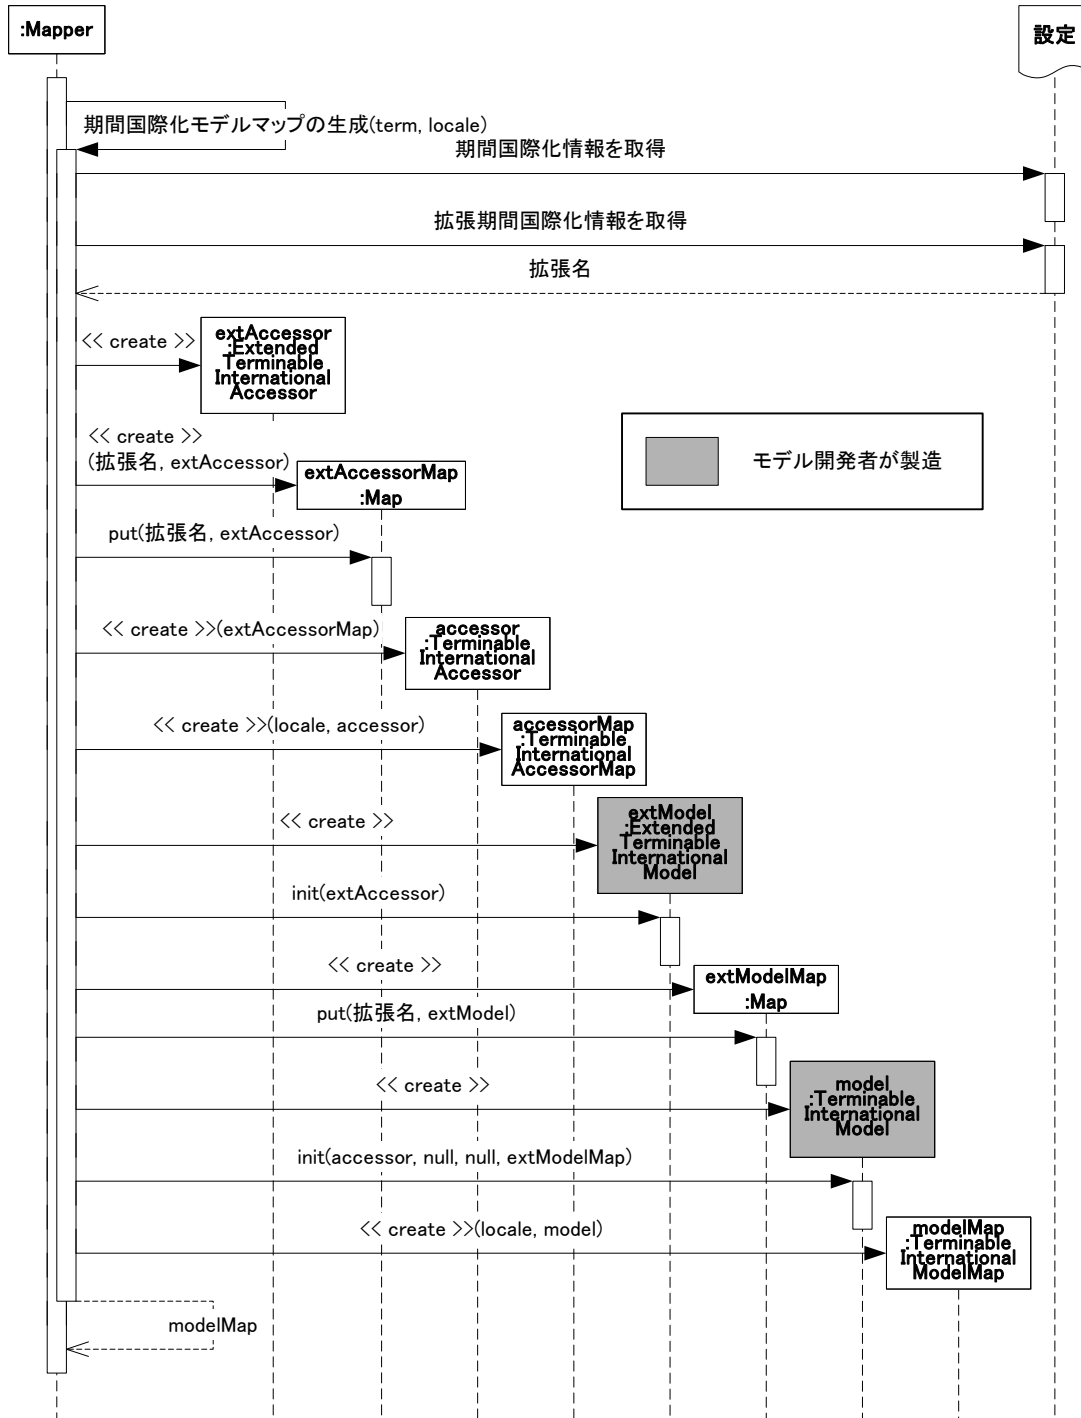 :Mapper
設定
期間国際化モデルマップの生成(term, locale)
期間国際化情報を取得
拡張期間国際化情報を取得
拡張名
<< create >>
extAccessor
:Extended
Terminable
International
Accessor
<< create >>
(拡張名, extAccessor)
extAccessorMap
:Map
モデル開発者が製造
put(拡張名, extAccessor)
<< create >>(extAccessorMap)
accessor
:Terminable
International
Accessor
<< create >>(locale, accessor)
accessorMap
:Terminable
International
AccessorMap
<< create >>
extModel
:Extended
Terminable
International
Model
init(extAccessor)
<< create >>
extModelMap
:Map
put(拡張名, extModel)
<< create >>
model
:Terminable
International
Model
init(accessor, null, null, extModelMap)
<< create >>(locale, model)
modelMap
:Terminable
International
ModelMap
modelMap